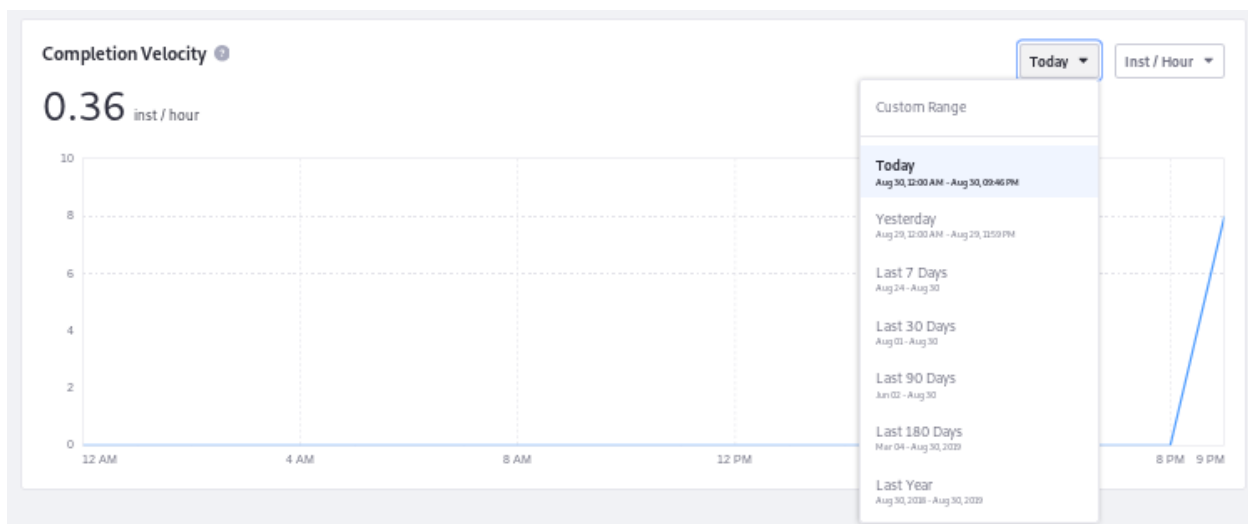 Completion Velocity ?
Today
Inst / Hour
0.36 inst / hour
Custom Range
Today
Aug 30, 12:00 AM - Aug 30, 09:46 PM
Yesterday
Aug 29, 12:00 AM - Aug 29, 11:59 PM
Last 7 Days
Aug 24 - Aug 30
Last 30 Days
Aug 01 - Aug 30
Last 90 Days
Jun 02 - Aug 30
Last 180 Days
Mar 04 - Aug 30, 2019
Last Year
Aug 30, 2018 - Aug 30, 2019
10
8
6
4
2
0
12 AM
4 AM
8 AM
12 PM
8 PM
9 PM